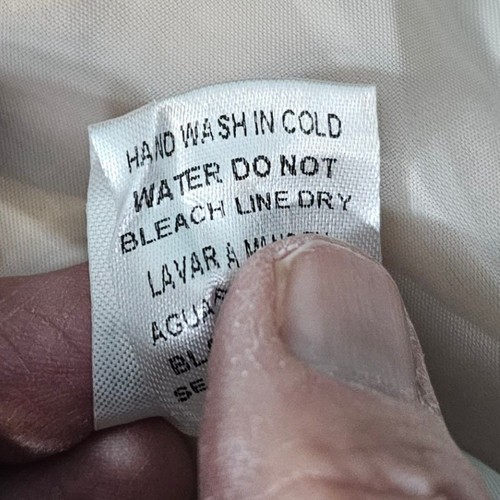 HAND WASH IN COLD
WATER DO NOT
BLEACH LINE DRY
LAVAR A